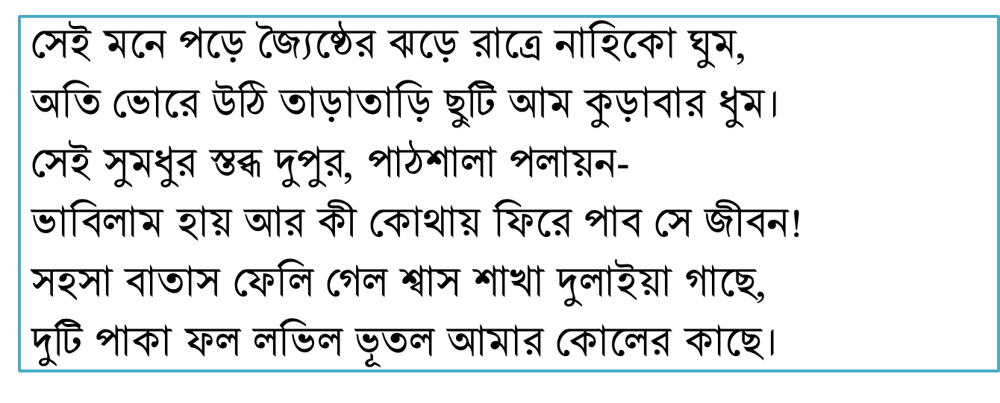 সেই মনে পড়ে জ্যৈষ্ঠের ঝড়ে রাত্রে নাহিকো ঘুম,
অতি ভোরে উঠি তাড়াতাড়ি ছুটি আম কুড়াবার ধুম।
সেই সুমধুর স্তব্ধ দুপুর, পাঠশালা পলায়ন-
ভাবিলাম হায় আর কী কোথায় ফিরে পাব সে জীবন!
সহসা বাতাস ফেলি গেল শ্বাস শাখা দুলাইয়া গাছে,
দুটি পাকা ফল লভিল ভূতল আমার কোলের কাছে।